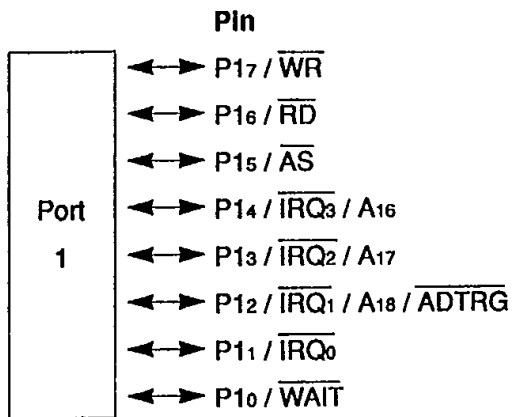 Pin
P17 / WR
P16 / RD
P15 / AS
Port
1
P14 / IRQ3 / A16
P13 / IRQ2 / A17
P12 / IRQ1 / A18 / ADTRG
P11 / IRQ0
P10 / WAIT